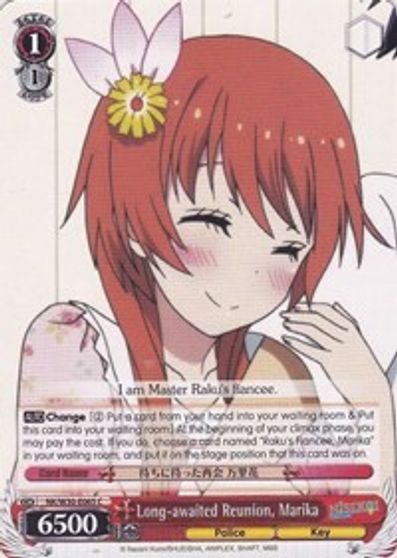 1
1
I am Master Raku's fiancee.
Change [ Put a card from your hand into your waiting room & Put
this card into your waiting room] At the beginning of your climax phase, you
may pay cost. If you do, choose a card named "Raku's Fiancée, Marika"
in your waiting room, and put it on the stage position that this card was on.
Card Name 待ちに待った再会 万里花
6500
Long-awaited Reunion, Marika
Police Key